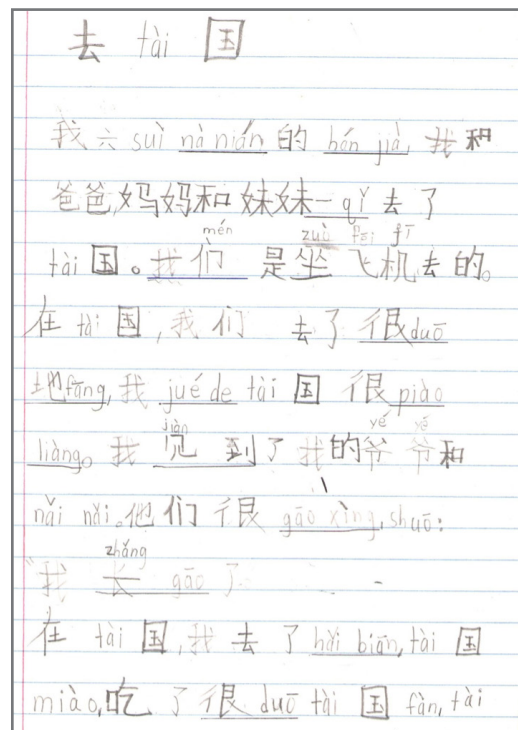 去 tài 国
我六 suì nà nián 的 hán jià, 我和
爸爸,妈妈和妹妹一 qǐ 去了
mén zuò fēi jī
tài 国。我们 是坐飞机去的。
在 tài 国,我们 去了很 duō
地 fāng, 我 jué de tài 国 很 piào
jiàn yé yé
liàng。我 见到了我的爷爷和
nǎi nǎi。他们很 gāo xìng, shuō:
zhǎng
“我 长 gāo 了
在 tài 国,我去了 hǎi biān, tài 国
miào, 吃了很 duō tài 国 fàn, tài